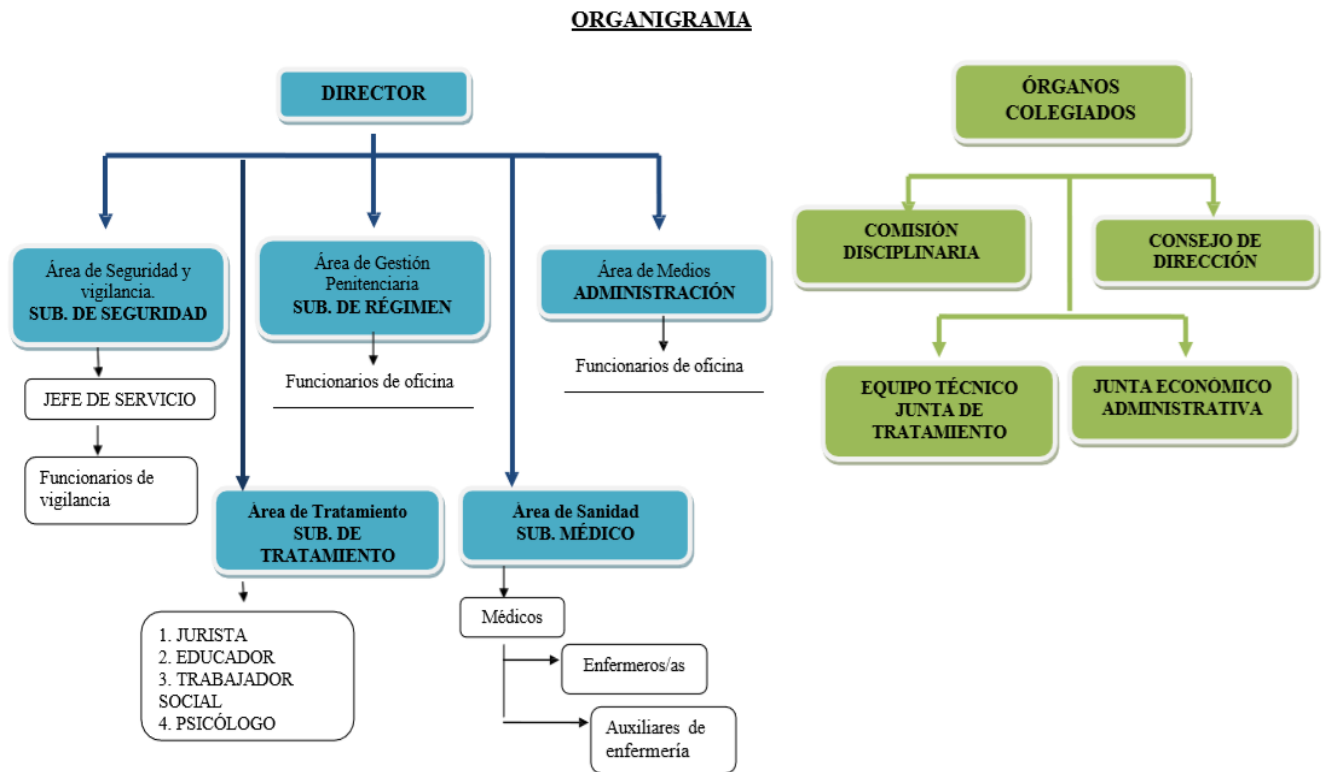 ORGANIGRAMA
DIRECTOR
Área de Seguridad y
vigilancia.
SUB. DE SEGURIDAD
JEFE DE SERVICIO
Funcionarios de
vigilancia
Área de Gestión
Penitenciaria
SUB. DE RÉGIMEN
Funcionarios de oficina
Área de Medios
ADMINISTRACIÓN
Funcionarios de oficina
Área de Tratamiento
SUB. DE
TRATAMIENTO
1. JURISTA
2. EDUCADOR
3. TRABAJADOR
SOCIAL
4. PSICÓLOGO
Área de Sanidad
SUB. MÉDICO
Médicos
Enfermeros/as
Auxiliares de
enfermería
ÓRGANOS
COLEGIADOS
COMISIÓN
DISCIPLINARIA
CONSEJO DE
DIRECCIÓN
EQUIPO TÉCNICO
JUNTA DE
TRATAMIENTO
JUNTA ECONÓMICO
ADMINISTRATIVA